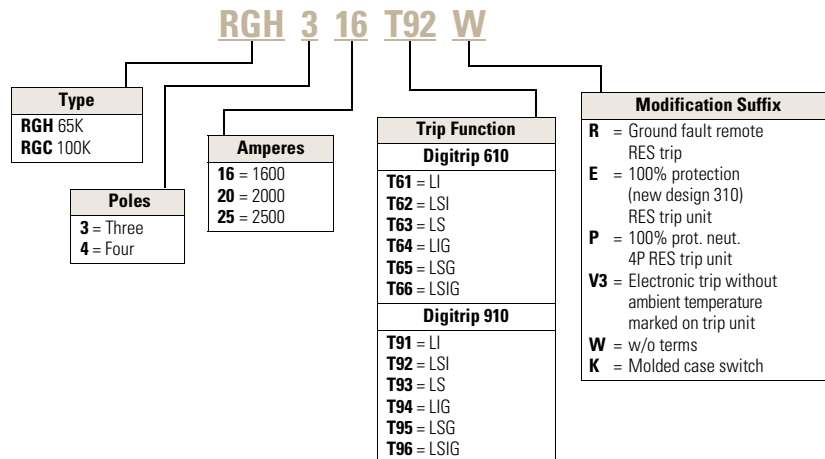 RGH 3 16 T92 W
Type
RGH 65K
RGC 100K
Poles
3 = Three
4 = Four
Amperes
16 = 1600
20 = 2000
25 = 2500
Trip Function
Digitrip 610
T61 = LI
T62 = LSI
T63 = LS
T64 = LIG
T65 = LSG
T66 = LSIG
Digitrip 910
T91 = LI
T92 = LSI
T93 = LS
T94 = LIG
T95 = LSG
T96 = LSIG
Modification Suffix
R = Ground fault remote
RES trip
E = 100% protection
(new design 310)
RES trip unit
P = 100% prot. neut.
4P RES trip unit
V3 = Electronic trip without
ambient temperature
marked on trip unit
W = w/o terms
K = Molded case switch